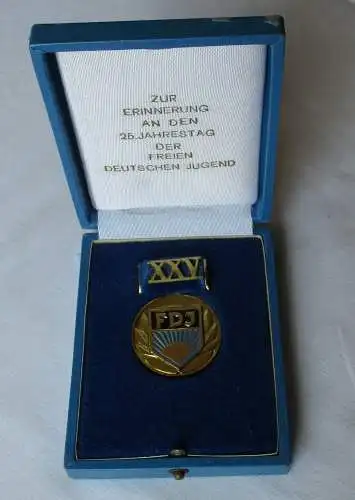 ZUR
ERINNERUNG
AN DEN
25. JAHRESTAG
DER
FREIEN
DEUTSCHEN JUGEND
XXV
FDJ